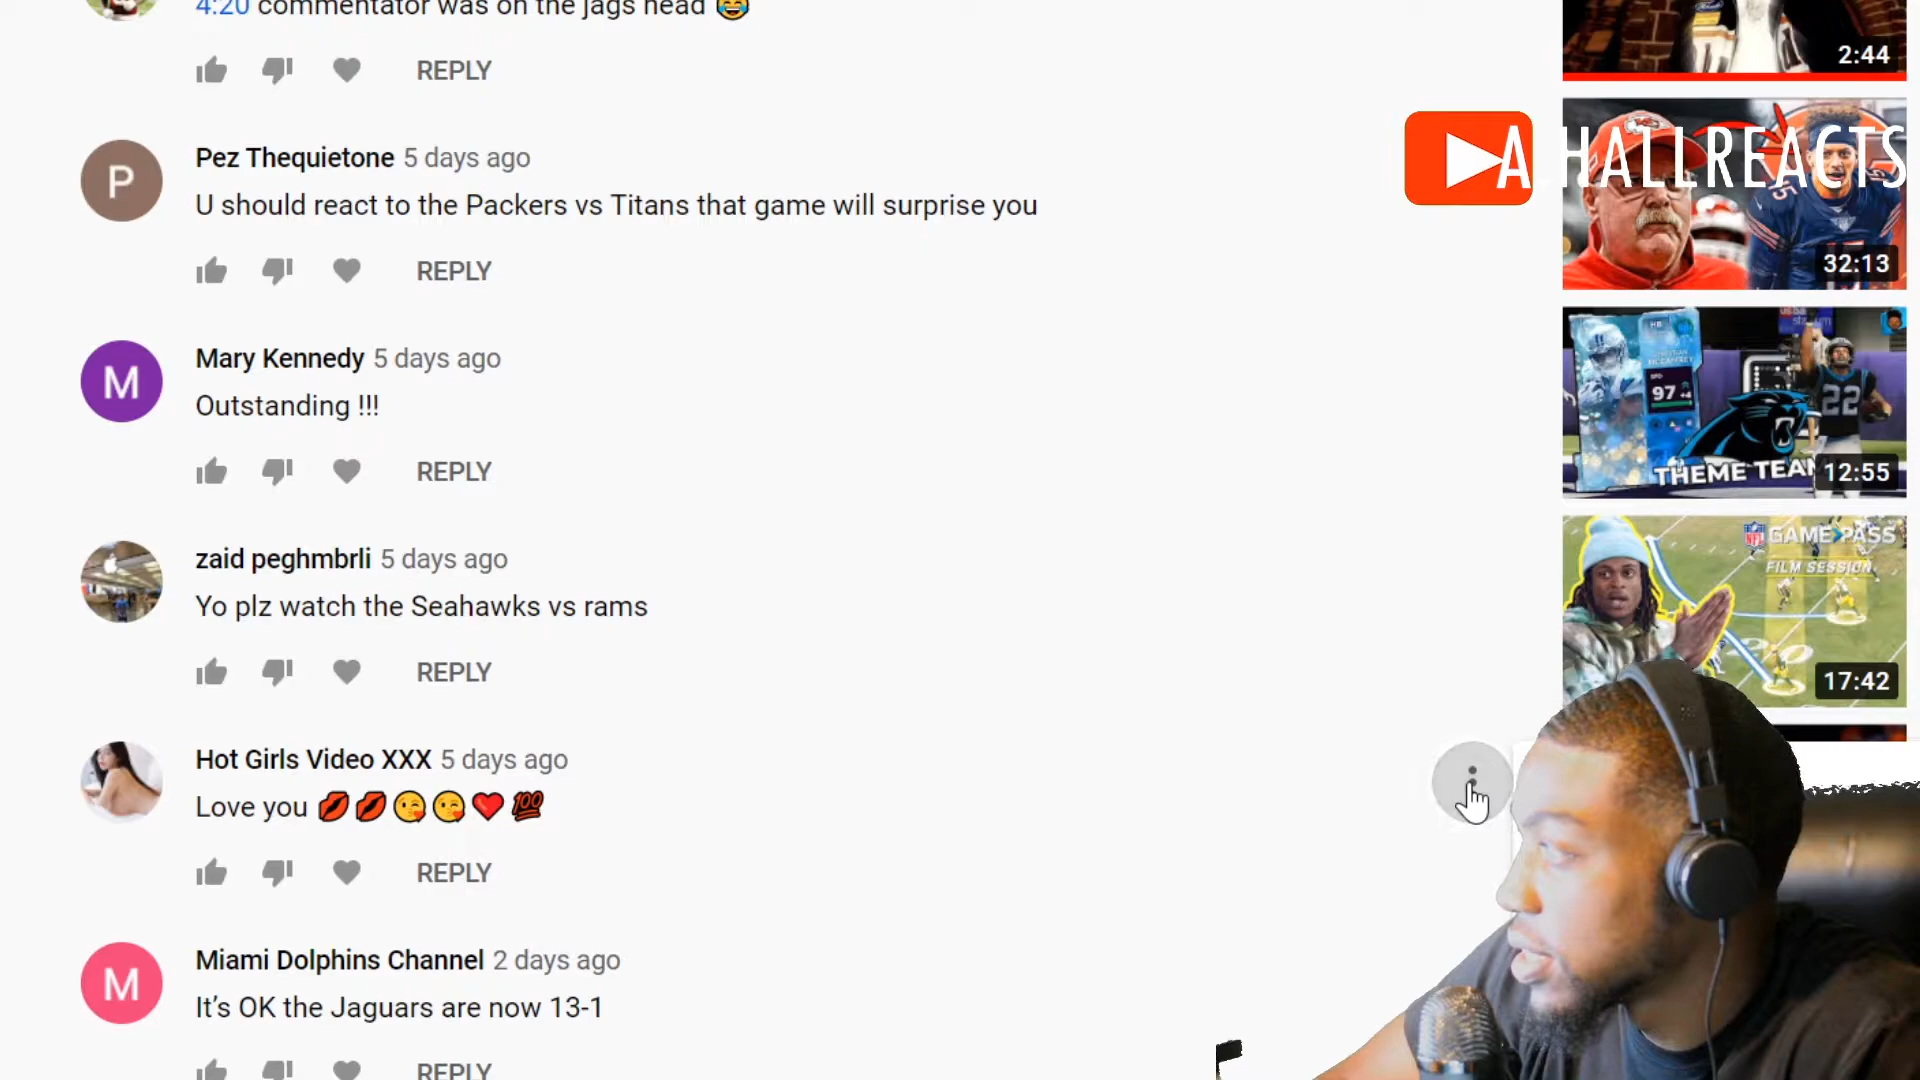 4:20 commentator was on the jags head 😂
REPLY
2:44
A.HALLREACTS
Pez Thequietone 5 days ago
U should react to the Packers vs Titans that game will surprise you
REPLY
32:13
Mary Kennedy 5 days ago
Outstanding !!!
REPLY
97 +4
22
THEME TEAM
12:55
zaid peghmbrli 5 days ago
Yo plz watch the Seahawks vs rams
REPLY
NFL GAME PASS
FILM SESSION
17:42
Hot Girls Video XXX 5 days ago
Love you 💋💋😘😘❤️💯
REPLY
Miami Dolphins Channel 2 days ago
It’s OK the Jaguars are now 13-1
REPLY